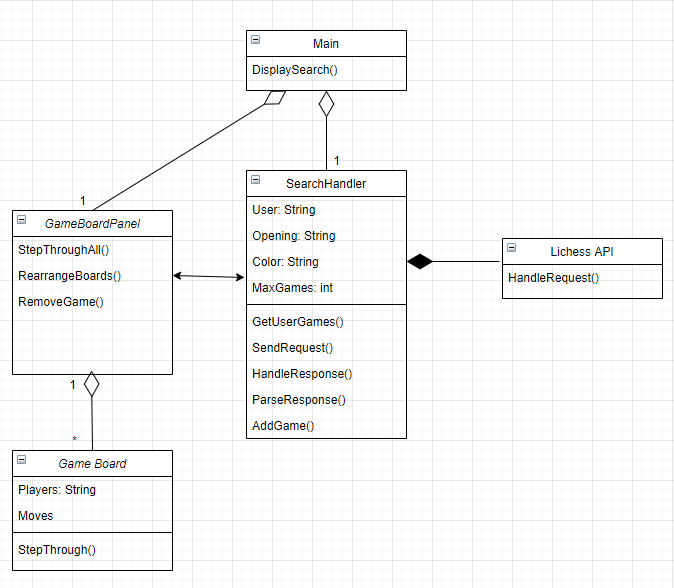 Main
DisplaySearch()
1
1
SearchHandler
User: String
Opening: String
Color: String
MaxGames: int
GetUserGames()
SendRequest()
HandleResponse()
ParseResponse()
AddGame()
GameBoardPanel
StepThroughAll()
RearrangeBoards()
RemoveGame()
Lichess API
HandleRequest()
1
*
Game Board
Players: String
Moves
StepThrough()